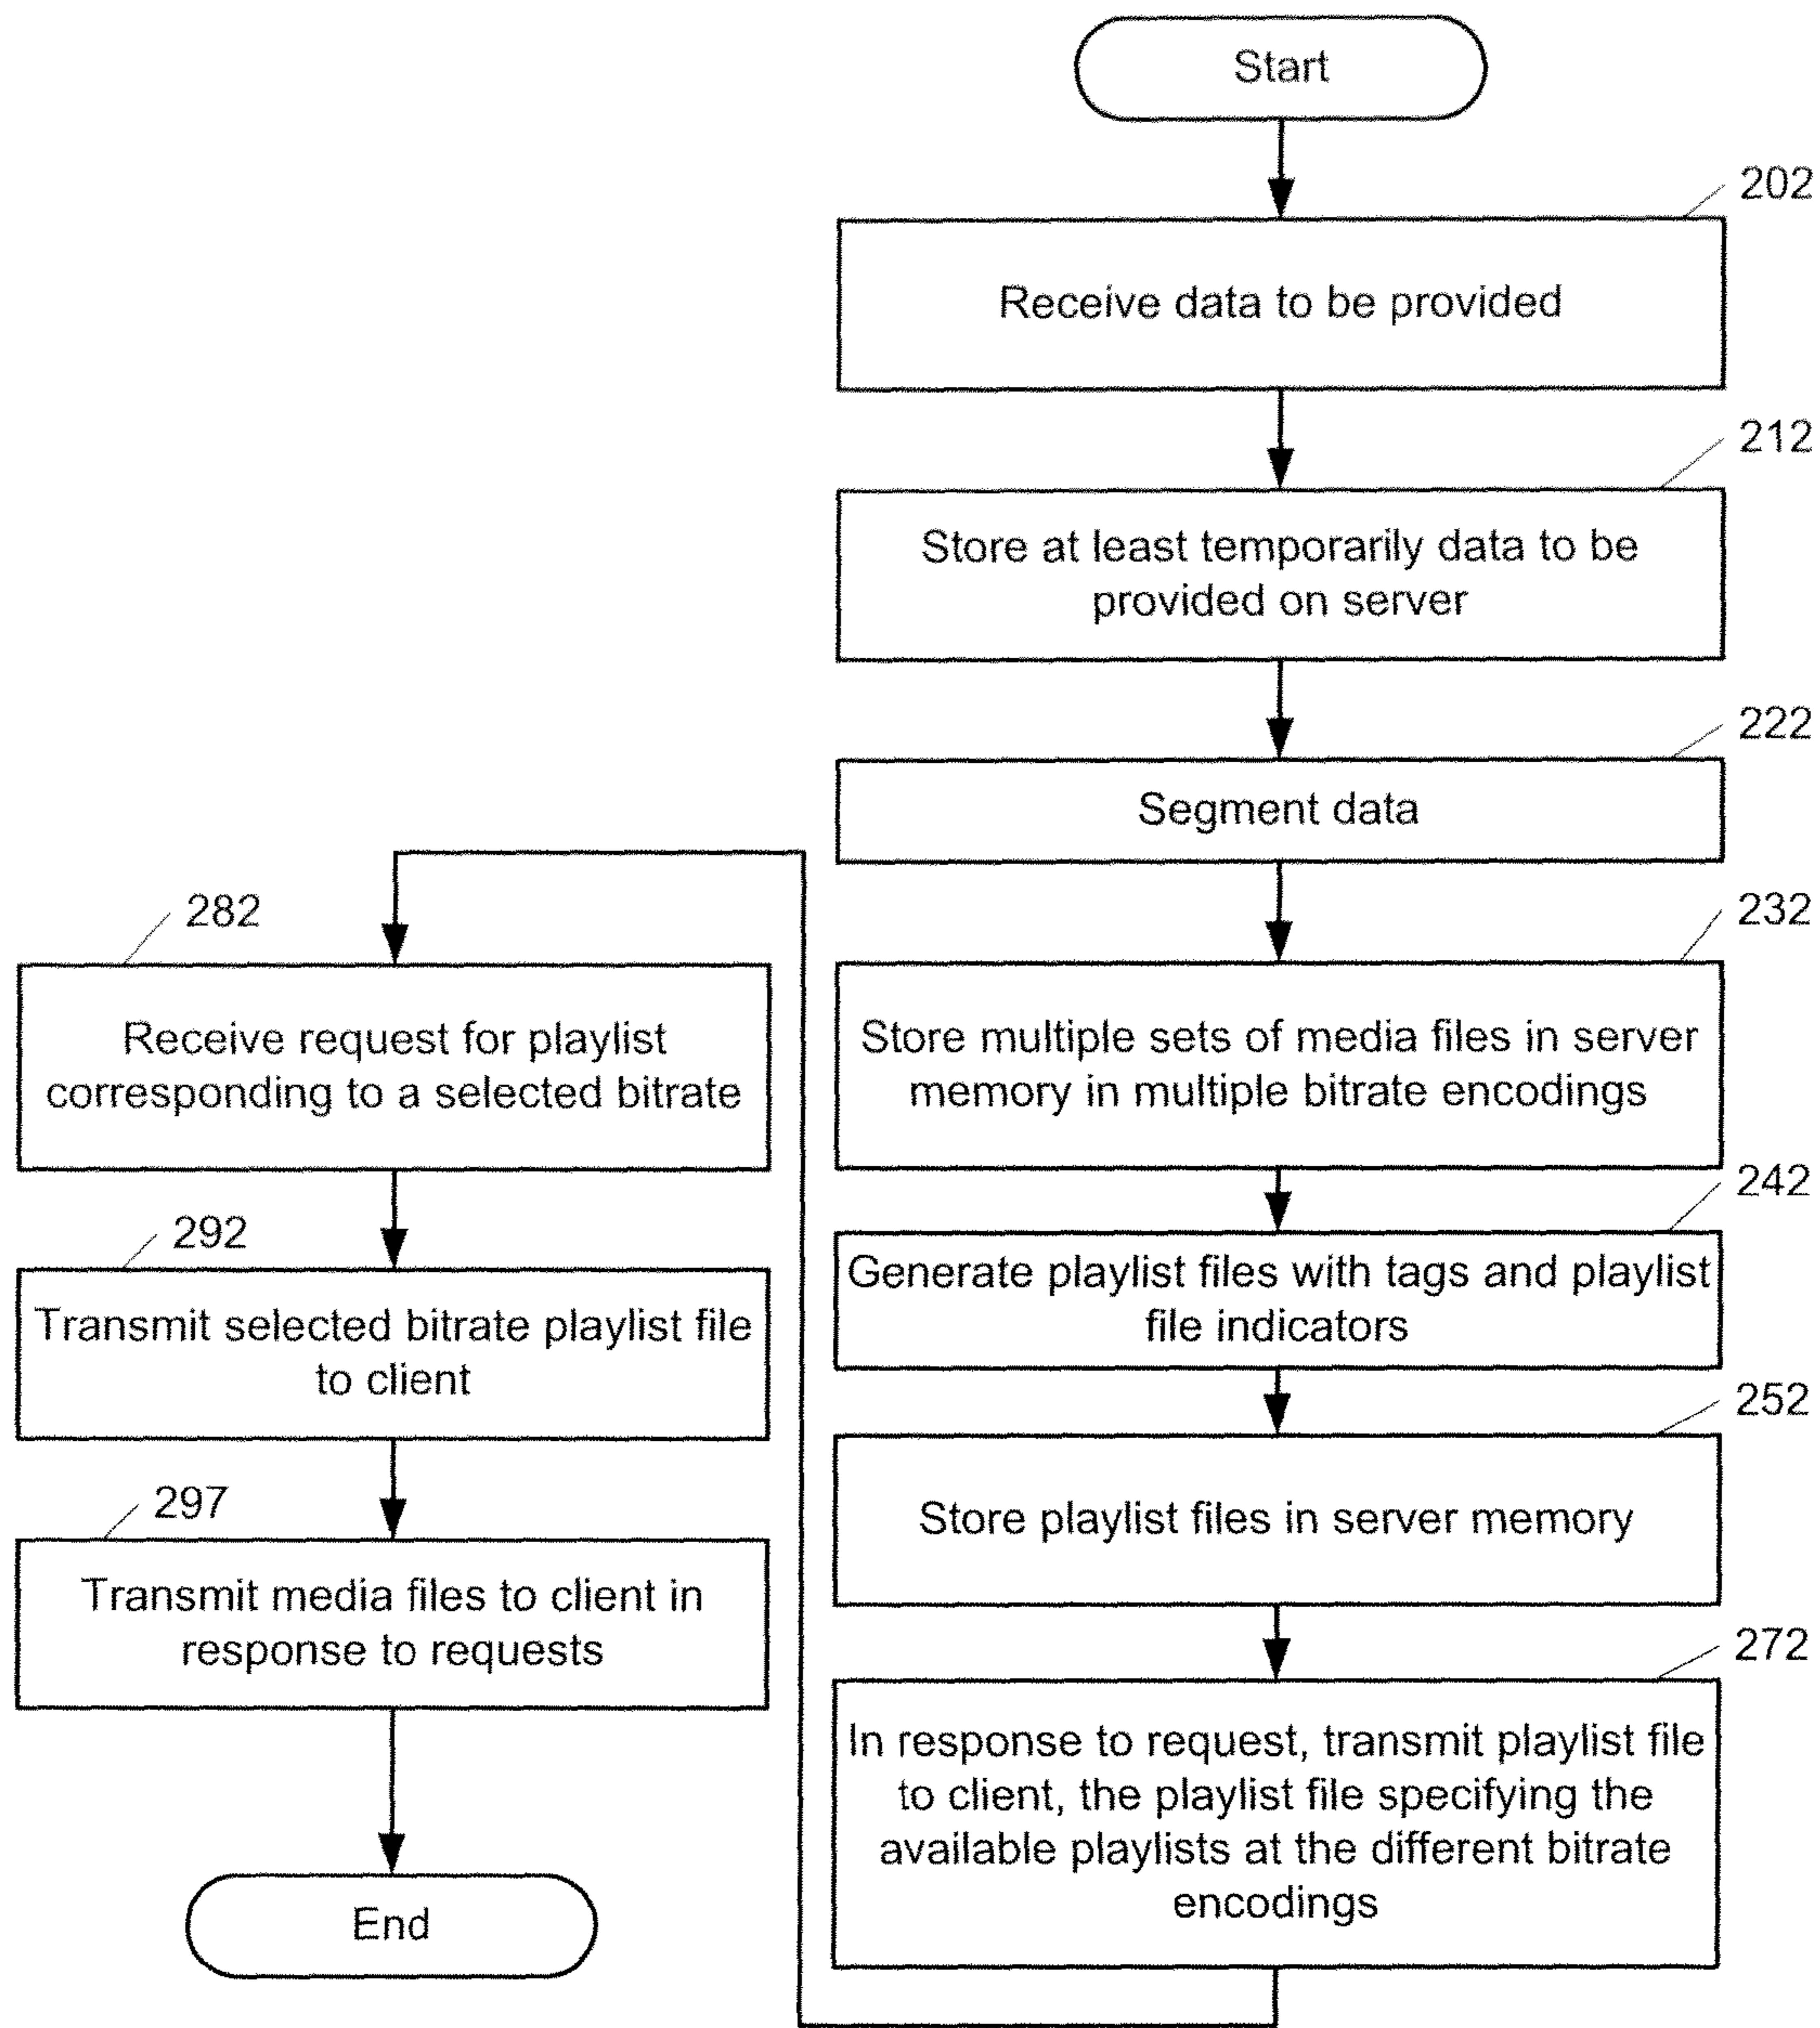 Start
202
Receive data to be provided
212
Store at least temporarily data to be
provided on server
222
Segment data
232
Store multiple sets of media files in server
memory in multiple bitrate encodings
242
Generate playlist files with tags and playlist
file indicators
252
Store playlist files in server memory
272
In response to request, transmit playlist file
to client, the playlist file specifying the
available playlists at the different bitrate
encodings
282
Receive request for playlist
corresponding to a selected bitrate
292
Transmit selected bitrate playlist file
to client
297
Transmit media files to client in
response to requests
End